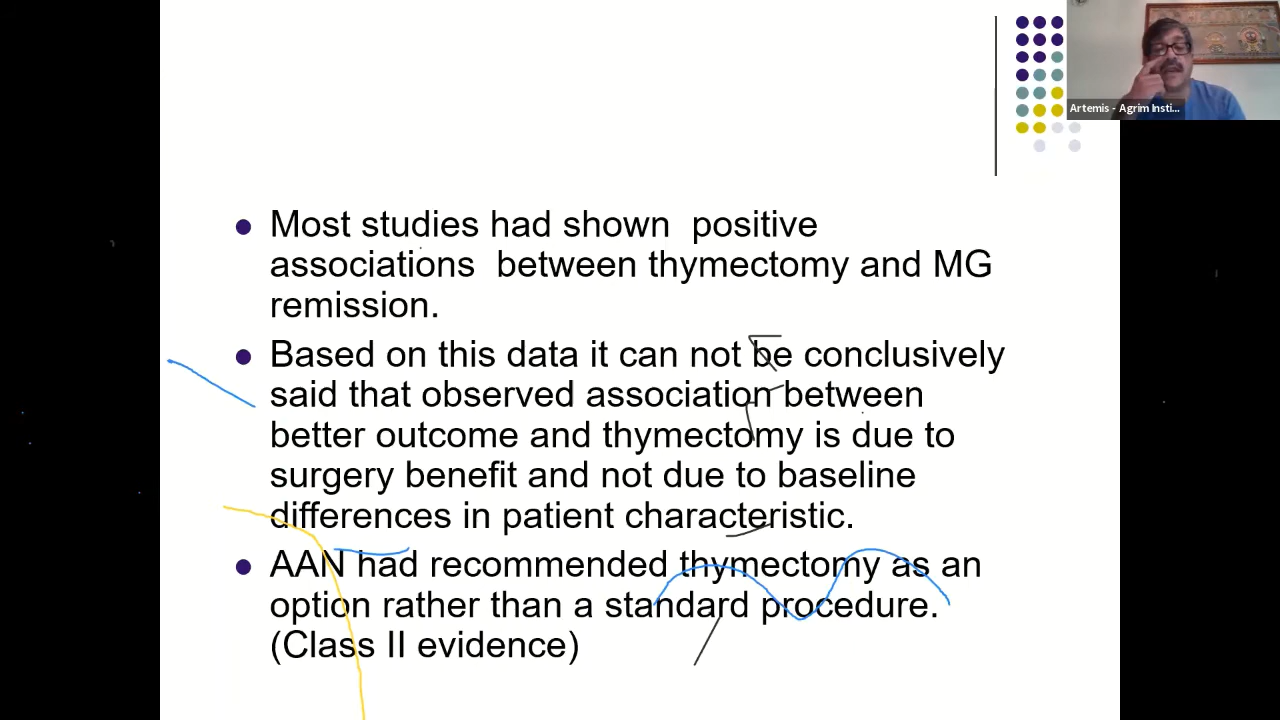 Artemis - Agrim Insti...
Most studies had shown positive
associations between thymectomy and MG
remission.
Based on this data it can not be conclusively
said that observed association between
better outcome and thymectomy is due to
surgery benefit and not due to baseline
differences in patient characteristic.
AAN had recommended thymectomy as an
option rather than a standard procedure.
(Class II evidence)